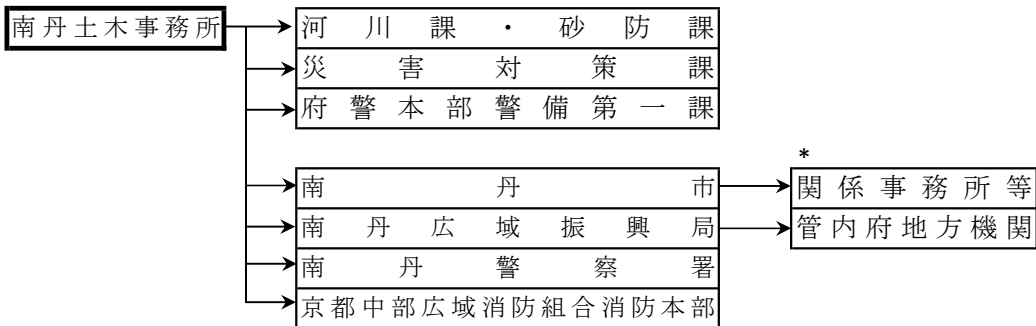 南丹土木事務所
河川課・砂防課
災害対策課
府警本部警備第一課
*
南丹市
関係事務所等
南丹広域振興局
管内府地方機関
南丹警察署
京都中部広域消防組合消防本部